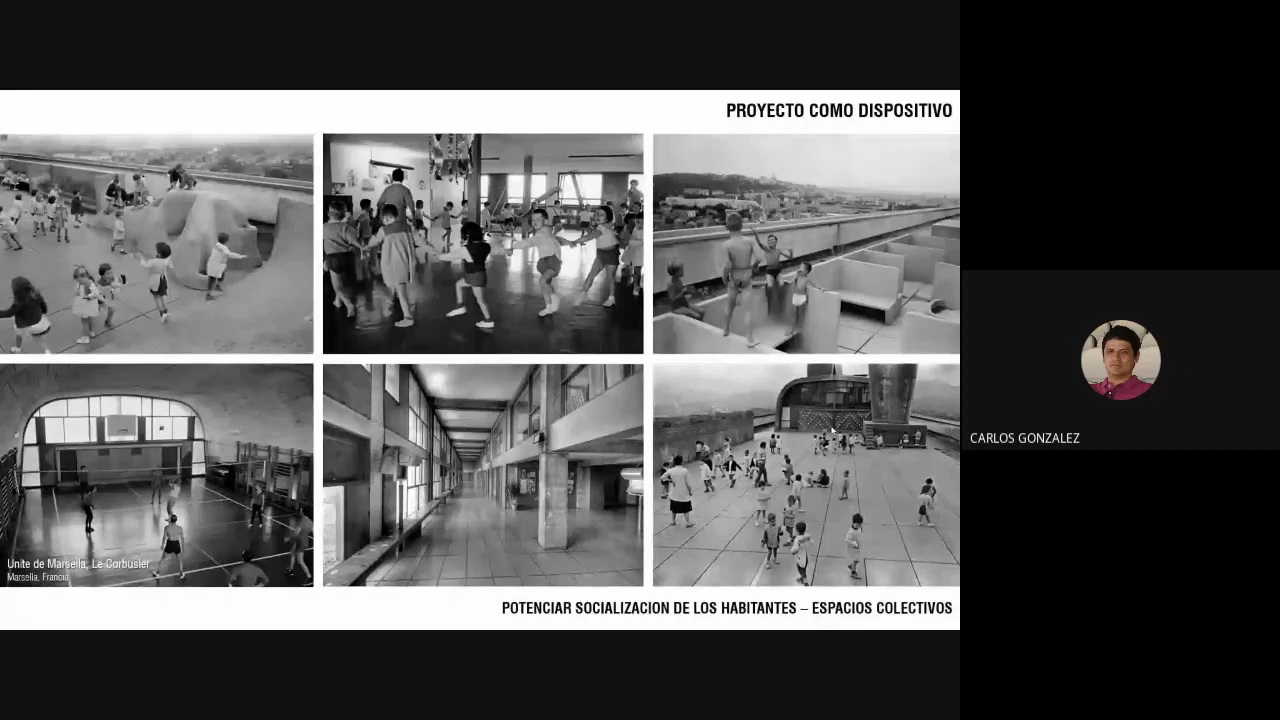 PROYECTO COMO DISPOSITIVO
Unite de Marsella, Le Corbusier
Marsella, Francia
CARLOS GONZALEZ
POTENCIAR SOCIALIZACION DE LOS HABITANTES – ESPACIOS COLECTIVOS